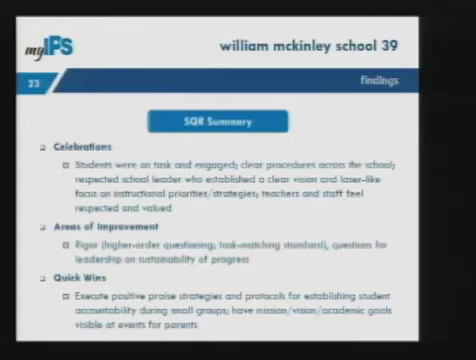 myIPS
william mckinley school 39
23
findings
SQR Summary
Celebrations
Students were on task and engaged; clear procedures across the school;
respected school leader who established a clear vision and laser-like
focus on instructional priorities/strategies; teachers and staff feel
respected and valued
Areas of Improvement
Rigor (higher-order questioning; task-matching standard), questions for
leadership on sustainability of progress
Quick Wins
Execute positive praise strategies and protocols for establishing student
accountability during small groups; have mission/vision/academic goals
visible at events for parents